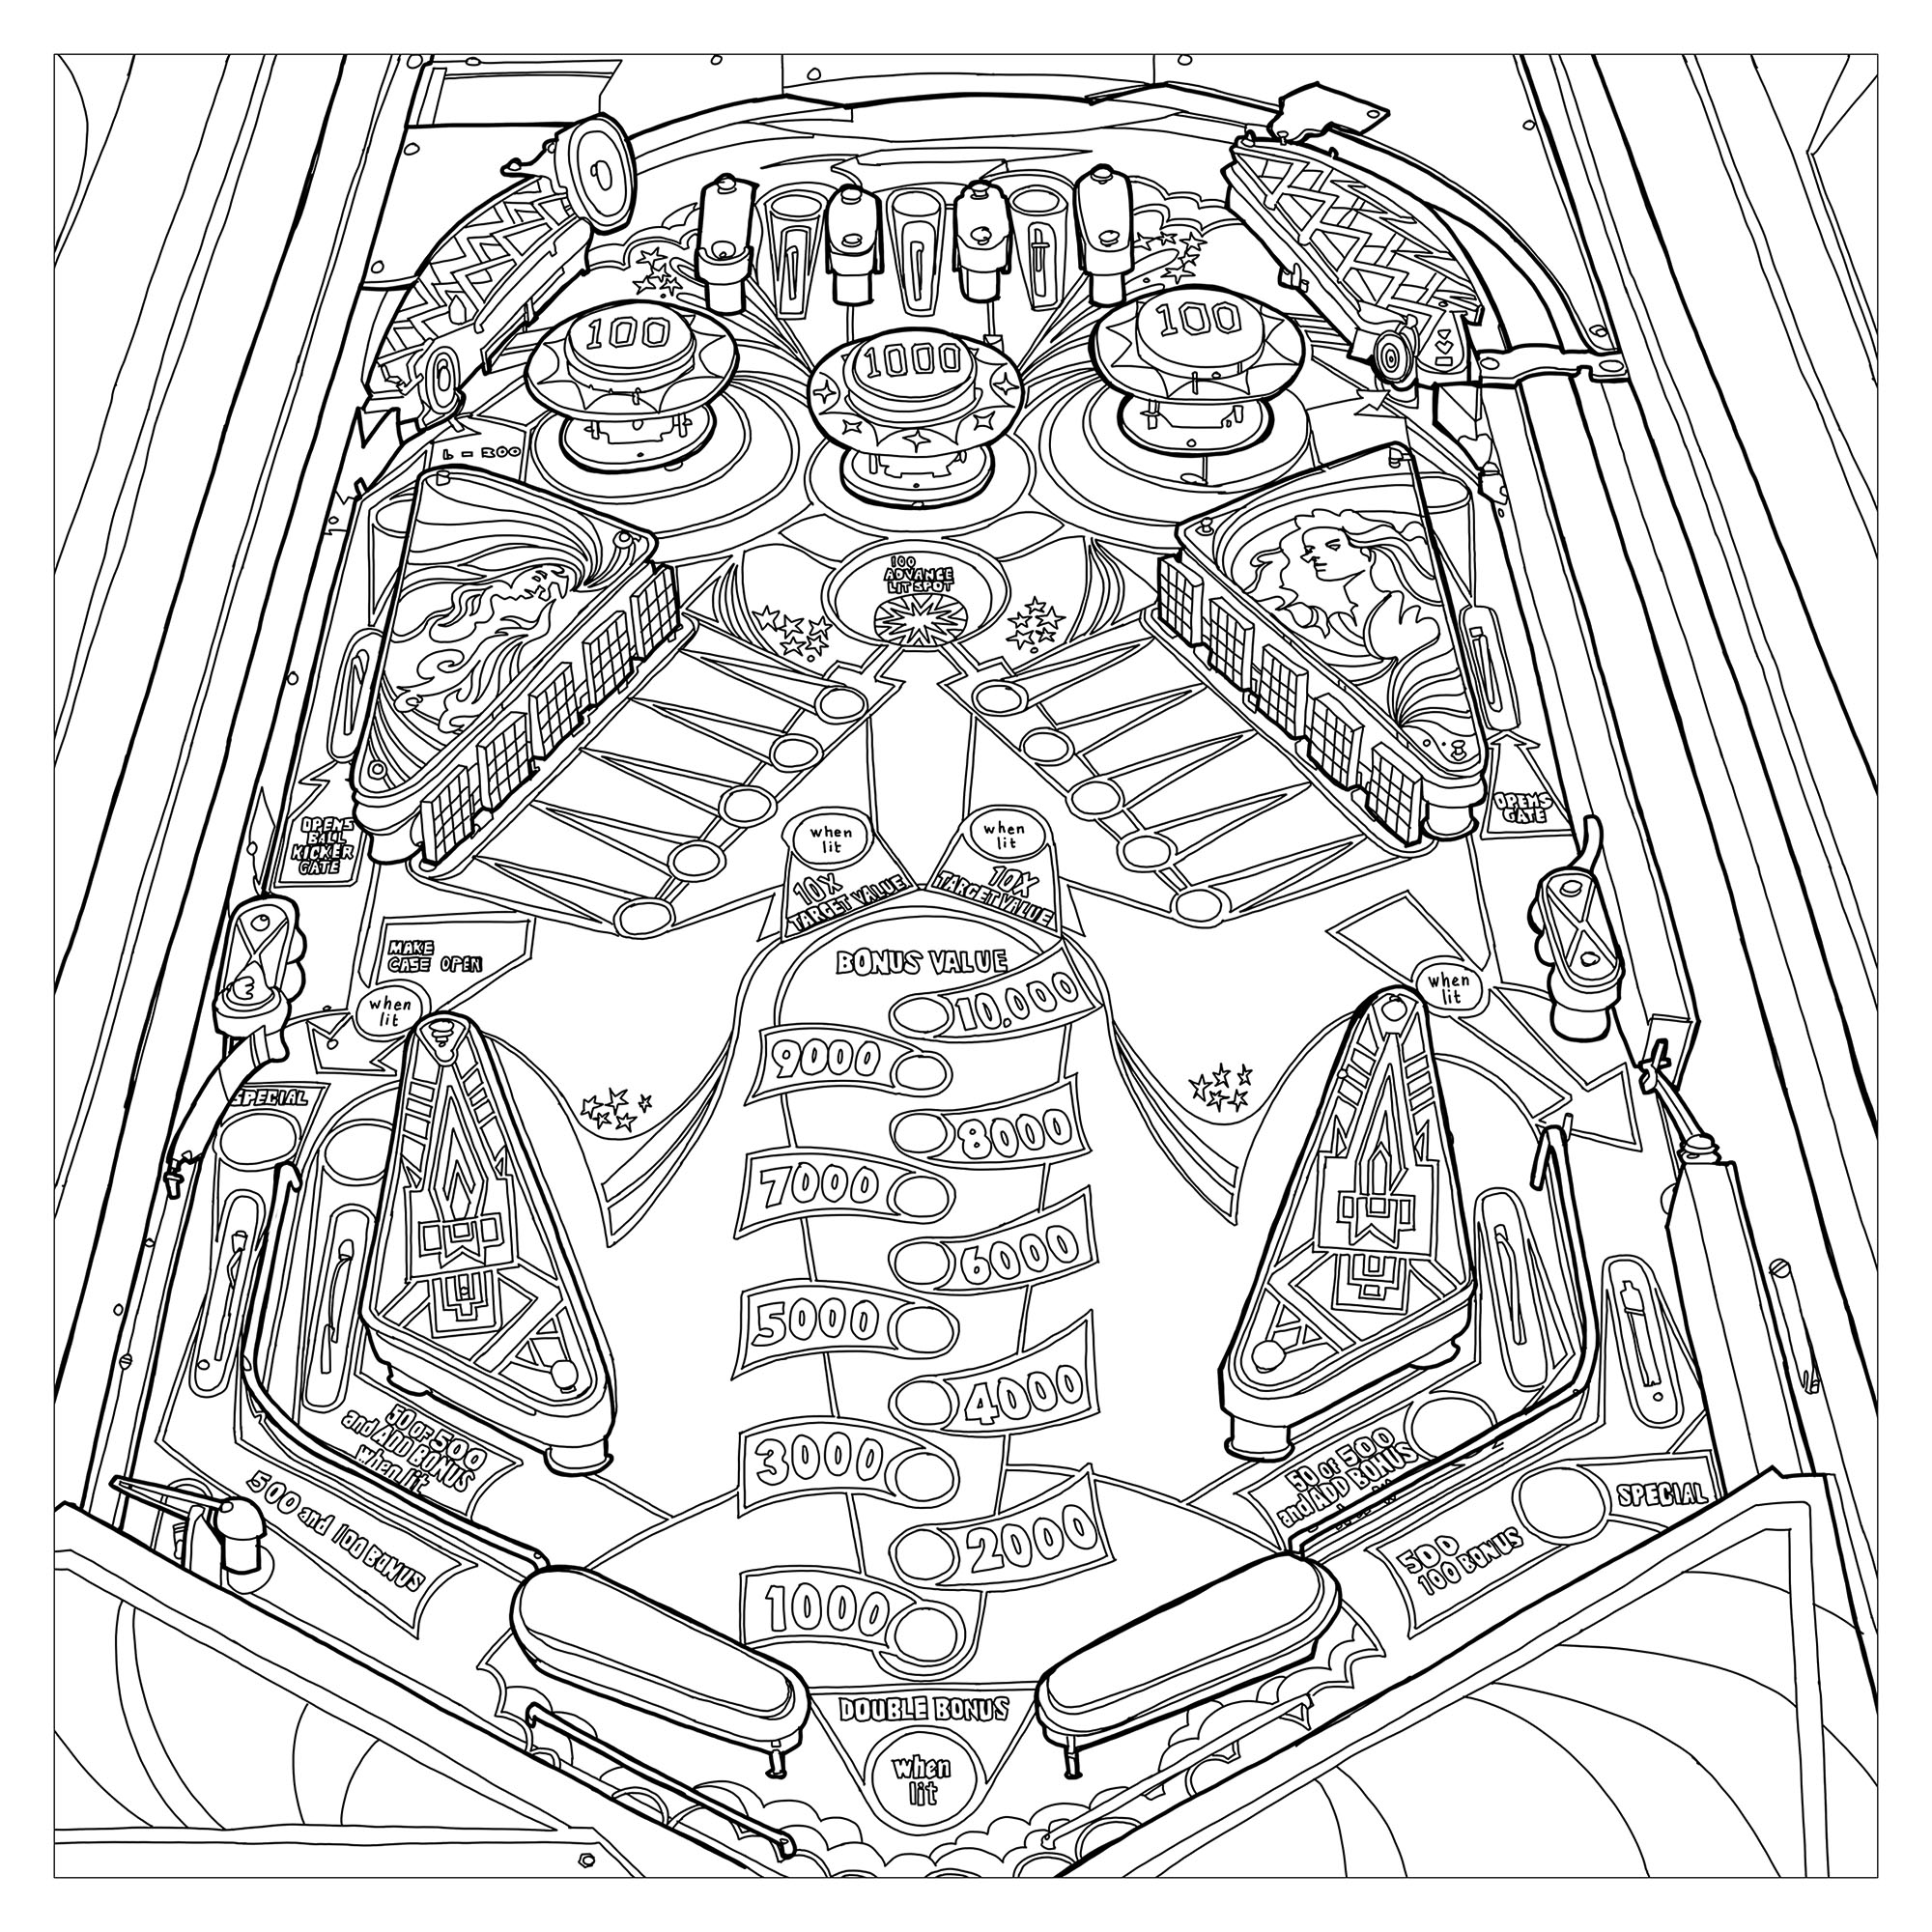 100
100
1000
100
ADVANCE
LIT SPOT
OPENS
BALL
KICKER
GATE
OPENS
GATE
when
lit
when
lit
10X
TARGET VALUE
10X
TARGET VALUE
MAKE
CASE OPEN
when
lit
when
lit
BONUS VALUE
10,000
9000
8000
7000
6000
5000
4000
3000
2000
1000
SPECIAL
50 OF 500
and ADD BONUS
when lit
500 and 100 BONUS
50 OF 500
and ADD BONUS
SPECIAL
500
100 BONUS
DOUBLE BONUS
when
lit